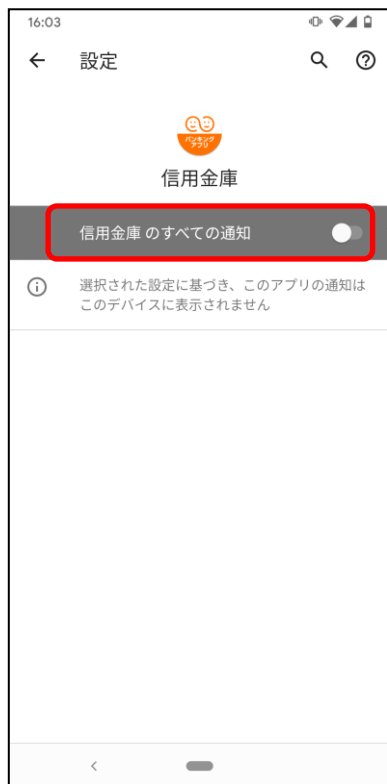 16:03
設定
バンキング
アプリ
信用金庫
信用金庫 のすべての通知
選択された設定に基づき、このアプリの通知は
このデバイスに表示されません